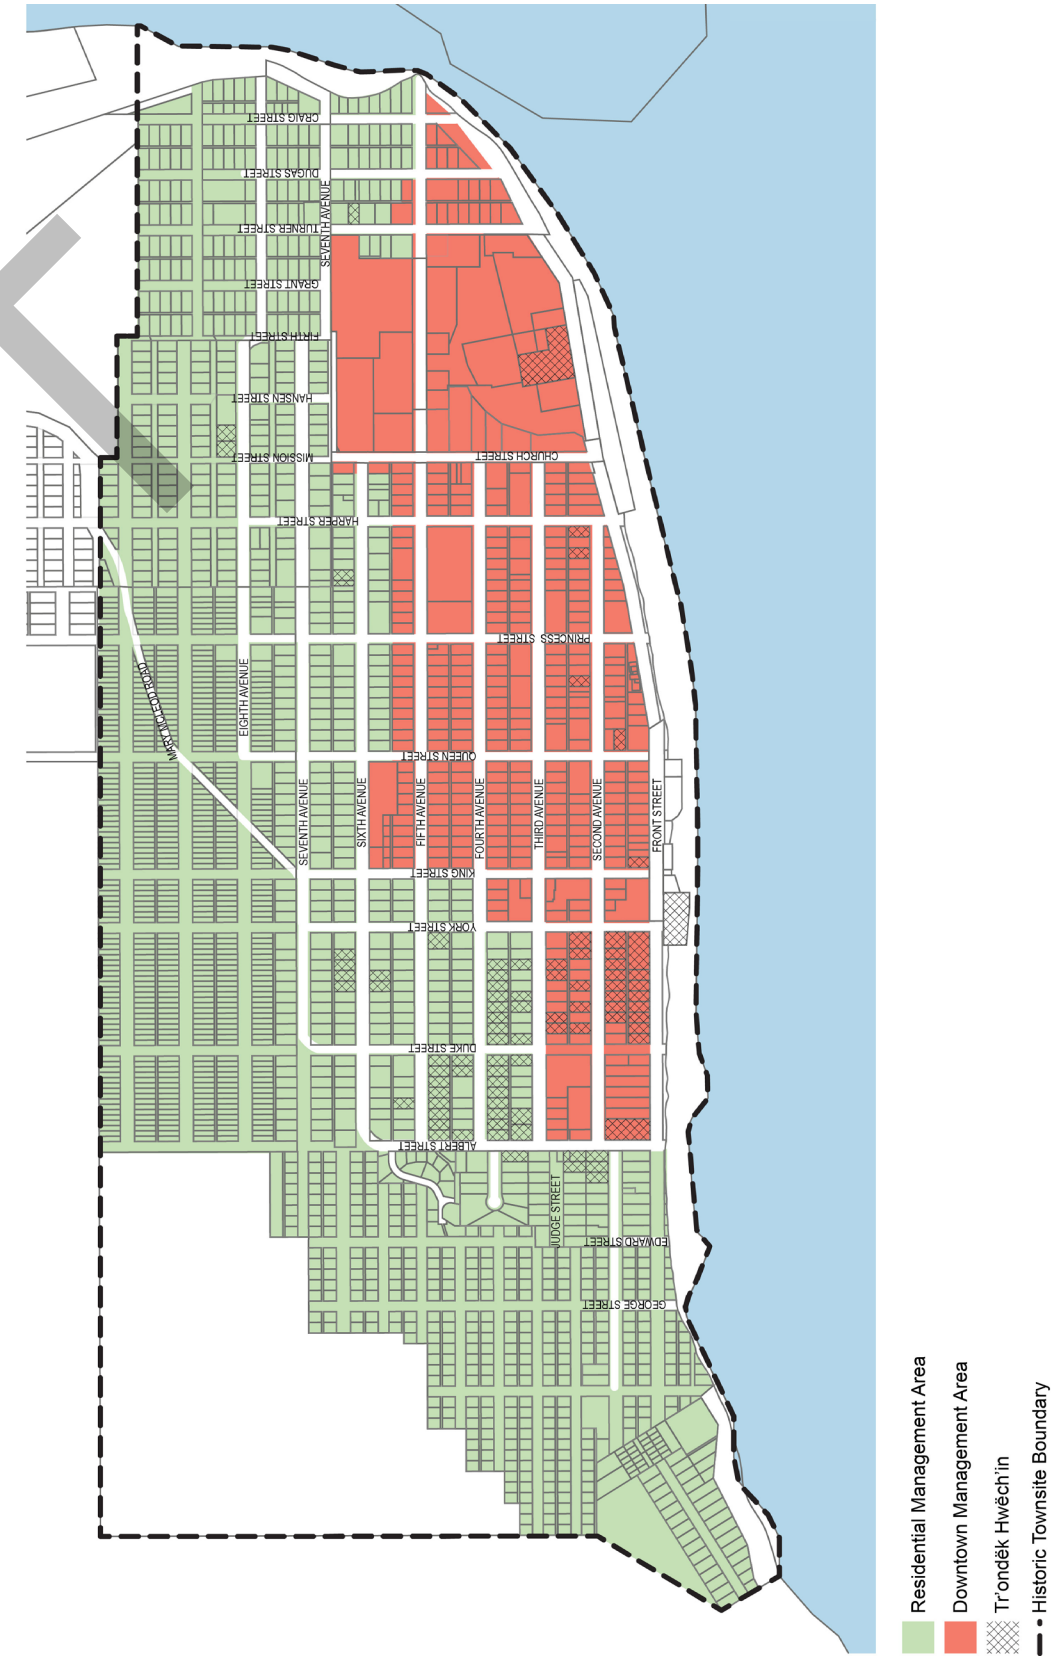 CRAIG STREET
DUGAS STREET
SEVENTH AVENUE
TURNER STREET
GRANT STREET
FIRTH STREET
HANSEN STREET
MISSION STREET
CHURCH STREET
HARPER STREET
PRINCESS STREET
MARY MCLEOD ROAD
EIGHTH AVENUE
QUEEN STREET
SEVENTH AVENUE
SIXTH AVENUE
FIFTH AVENUE
FOURTH AVENUE
THIRD AVENUE
SECOND AVENUE
FRONT STREET
KING STREET
YORK STREET
DUKE STREET
ALBERT STREET
JUDGE STREET
EDWARD STREET
GEORGE STREET
Residential Management Area
Downtown Management Area
Tr'ondëk Hwëch'in
Historic Townsite Boundary